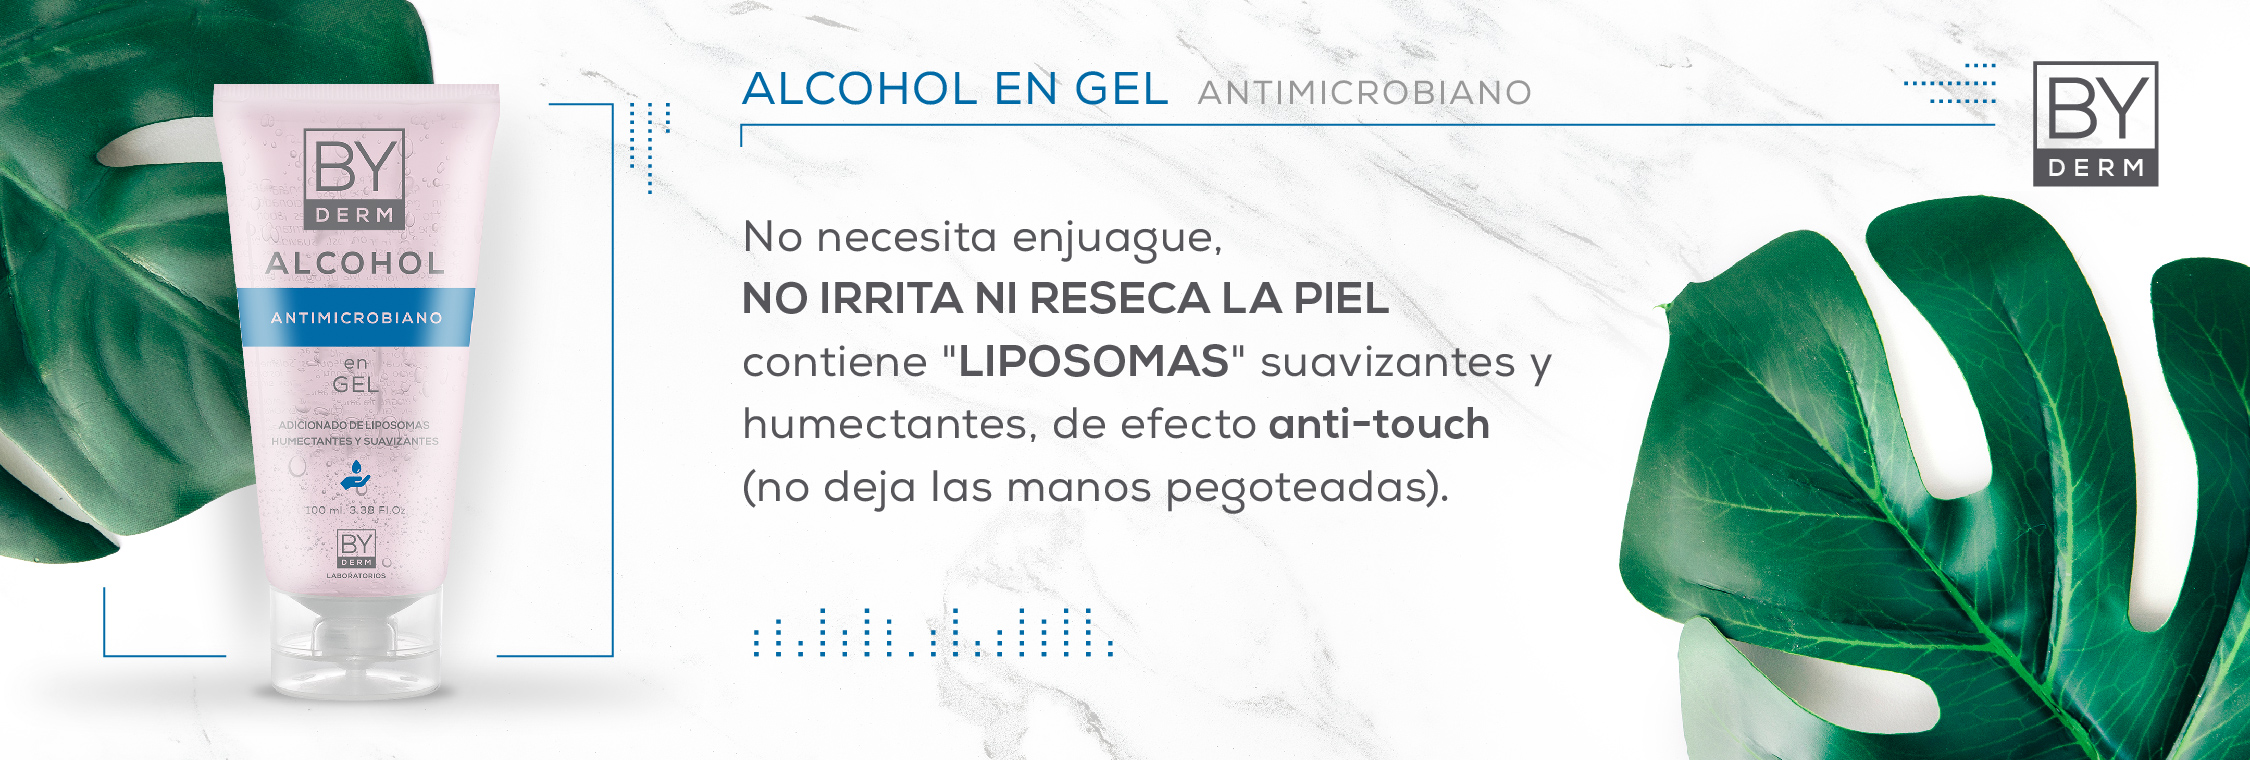 BY
DERM
ALCOHOL
ANTIMICROBIANO
en
GEL
ADICIONADO DE LIPOSOMAS
HUMECTANTES Y SUAVIZANTES
100 ml. 3.38 Fl.Oz
BY
DERM
LABORATORIOS
ALCOHOL EN GEL ANTIMICROBIANO
BY
DERM
No necesita enjuague,
NO IRRITA NI RESECA LA PIEL
contiene "LIPOSOMAS" suavizantes y
humectantes, de efecto anti-touch
(no deja las manos pegoteadas).